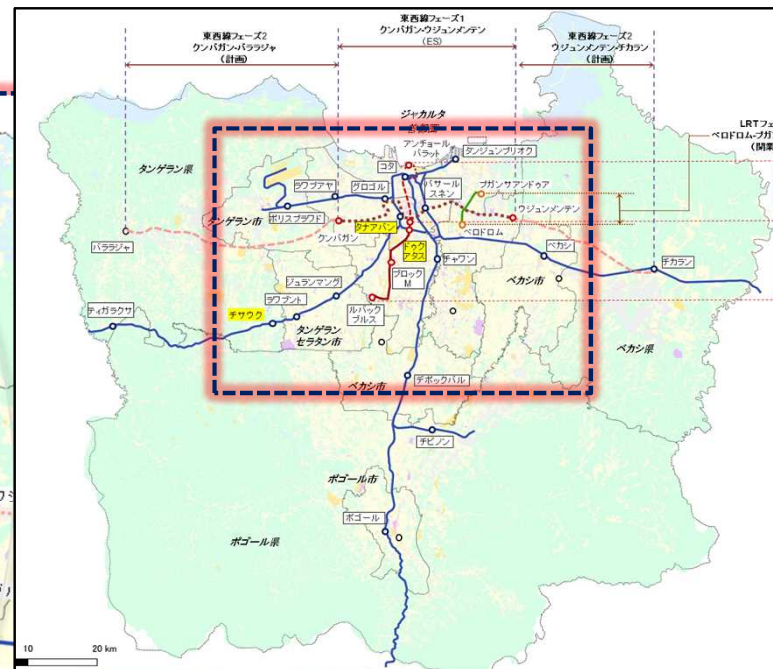 東西線フェーズ2
クンバガン-バララジャ
(計画)
東西線フェーズ1
クンバガン-ウジュンメンテン
(ES)
東西線フェーズ2
ウジュンメンテン-チカラン
(計画)
ジャカルタ
LRTフェ
ベロドロム-ブガ
(開業
タンゲラン県
アンチョール
バラット
タンジュンプリオク
コタ
ラワブアヤ
グロゴル
パサール
スネン
プガンサアンドゥア
タンゲラン市
ポリスプラワド
タナアバン
ウジュンメンテン
バララジャ
クンバガン
ドゥク
アタス
ベロドロム
ベカシ
チカラン
ジュランマング
ブロック
M
チャワン
ベカシ市
チサウク
ラワブント
ルバック
ブルス
ティガラクサ
タンゲラン
セラタン市
ベカシ県
ベカシ市
デポックバル
チビノン
ボゴール市
ボゴール
ボゴール県
10
20 km